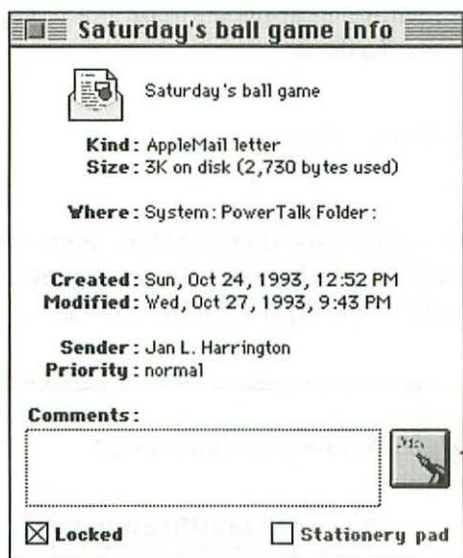 Saturday's ball game Info
Saturday's ball game
Kind: AppleMail letter
Size: 3K on disk (2,730 bytes used)
Where: System: PowerTalk Folder:
Created: Sun, Oct 24, 1993, 12:52 PM
Modified: Wed, Oct 27, 1993, 9:43 PM
Sender: Jan L. Harrington
Priority: normal
Comments:
Locked
Stationery pad